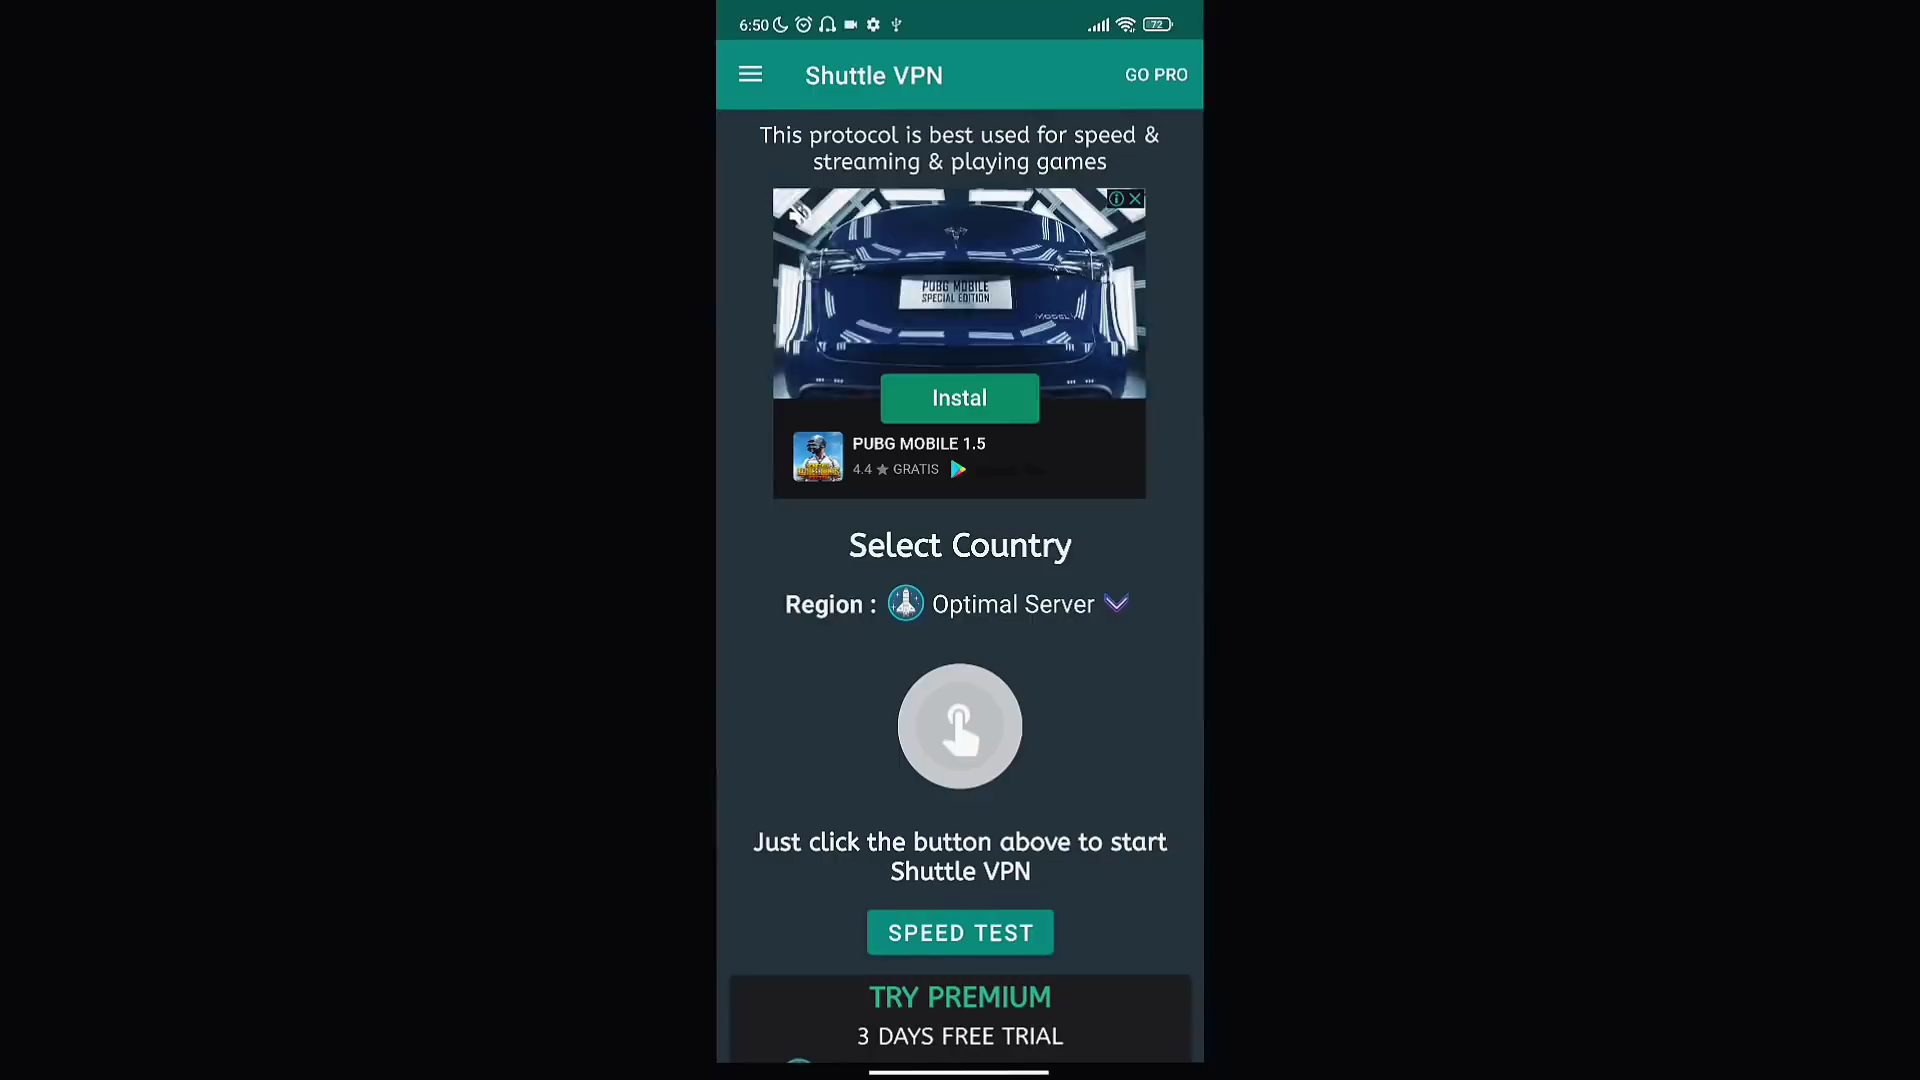 6:50
72
Shuttle VPN
GO PRO
This protocol is best used for speed &
streaming & playing games
PUBG MOBILE
SPECIAL EDITION
MODEL Y
Instal
PUBG MOBILE 1.5
4.4 ★ GRATIS
Select Country
Region : Optimal Server
Just click the button above to start
Shuttle VPN
SPEED TEST
TRY PREMIUM
3 DAYS FREE TRIAL